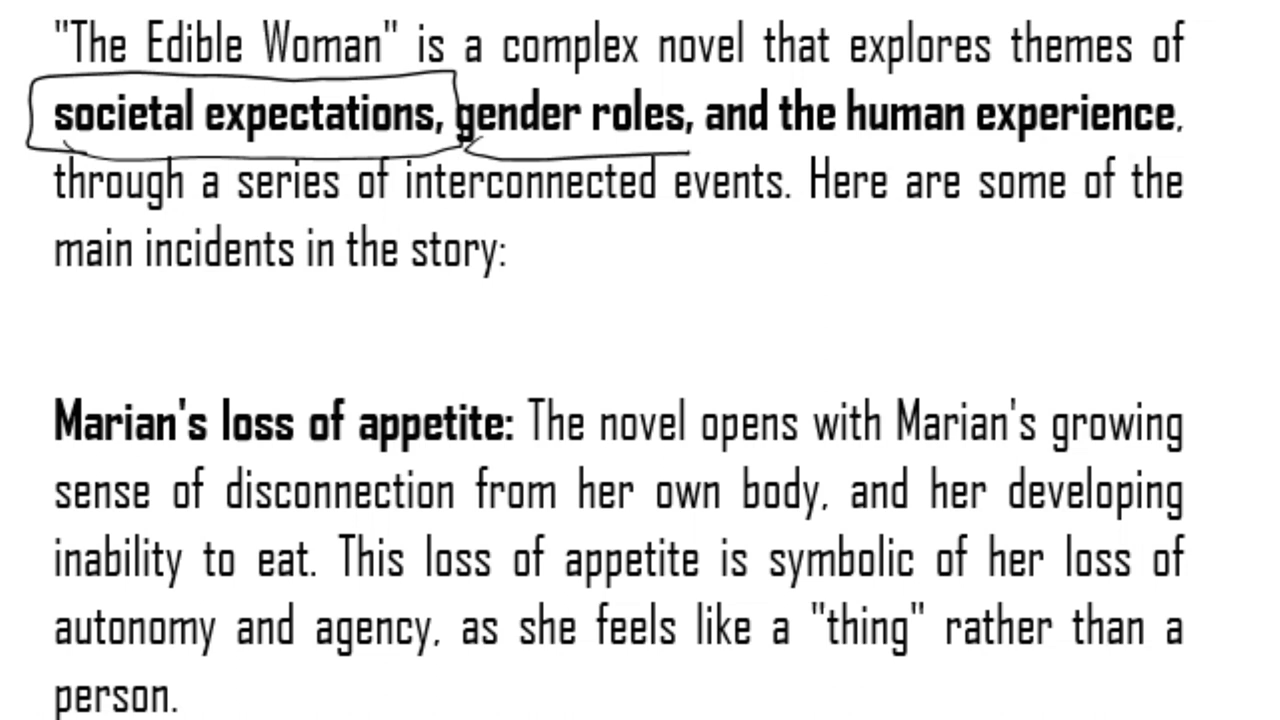 "The Edible Woman" is a complex novel that explores themes of
societal expectations, gender roles, and the human experience,
through a series of interconnected events. Here are some of the
main incidents in the story:
Marian's loss of appetite: The novel opens with Marian's growing
sense of disconnection from her own body, and her developing
inability to eat. This loss of appetite is symbolic of her loss of
autonomy and agency, as she feels like a "thing" rather than a
person.